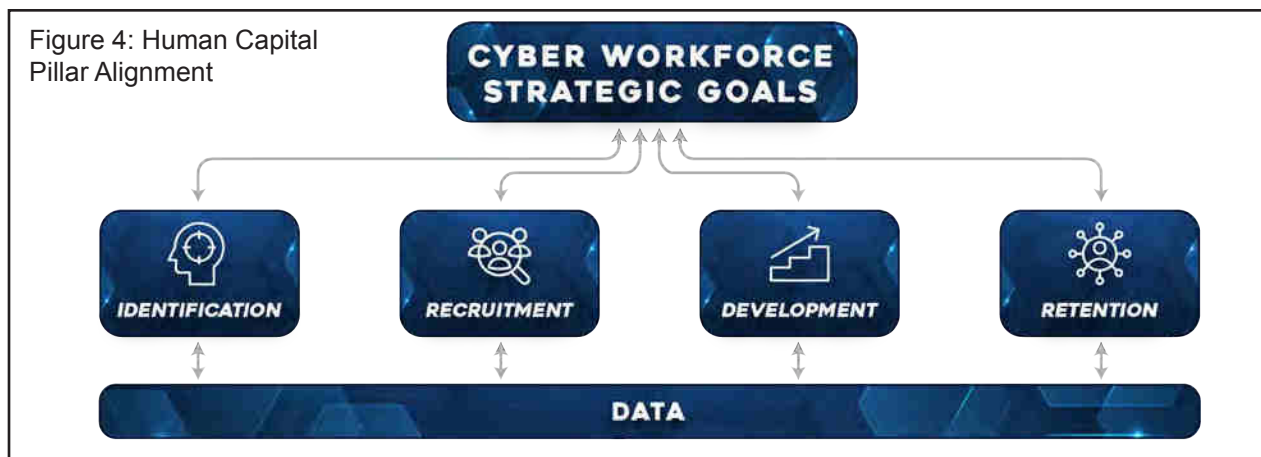 Figure 4: Human Capital
Pillar Alignment
CYBER WORKFORCE
STRATEGIC GOALS
IDENTIFICATION
RECRUITMENT
DEVELOPMENT
RETENTION
DATA